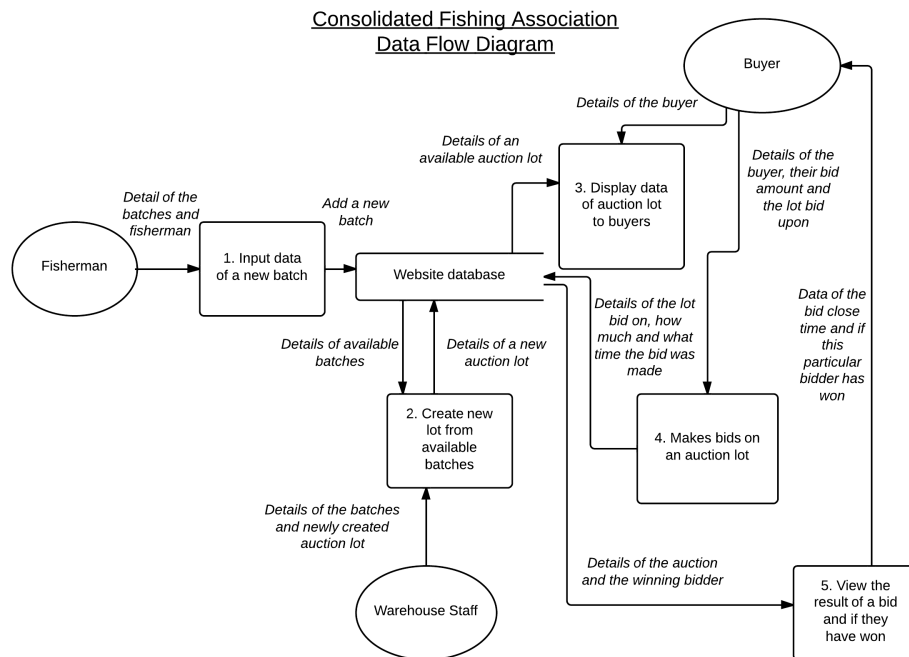 Consolidated Fishing Association
Data Flow Diagram
Buyer
Details of the buyer
Details of an
available auction lot
Details of the
buyer, their bid
amount and
the lot bid
upon
3. Display data
of auction lot
to buyers
Detail of the
batches and
fisherman
Add a new
batch
Fisherman
1. Input data
of a new batch
Website database
Details of the lot
bid on, how
much and what
time the bid was
made
Data of the
bid close
time and if
this
particular
bidder has
won
Details of available
batches
Details of a new
auction lot
2. Create new
lot from
available
batches
4. Makes bids on
an auction lot
Details of the batches
and newly created
auction lot
Details of the auction
and the winning bidder
Warehouse Staff
5. View the
result of a bid
and if they
have won